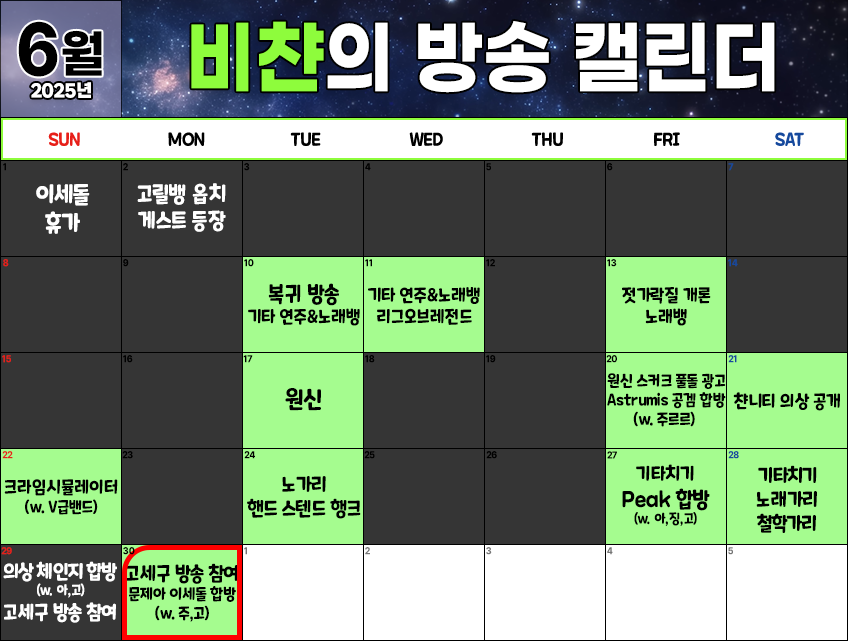 6월
2025년
비챤의 방송 캘린더
SUN MON TUE WED THU FRI SAT
1
이세돌
휴가
2
고릴뱅 웁치
게스트 등장
3
4
5
6
7
8
9
10
복귀 방송
기타 연주&노래뱅
11
기타 연주&노래뱅
리그오브레전드
12
13
젓가락질 개론
노래뱅
14
15
16
17
원신
18
19
20
원신 스커크 풀돌 광고
Astrumis 공겜 합방
(w. 주르르)
21
챤니티 의상 공개
22
크라임시뮬레이터
(w. V급밴드)
23
24
노가리
핸드 스텐드 행크
25
26
27
기타치기
Peak 합방
(w. 아,징,고)
28
기타치기
노래가리
철학가리
29
의상 체인지 합방
(w. 아,고)
고세구 방송 참여
30
고세구 방송 참여
문제아 이세돌 합방
(w. 주,고)
1
2
3
4
5